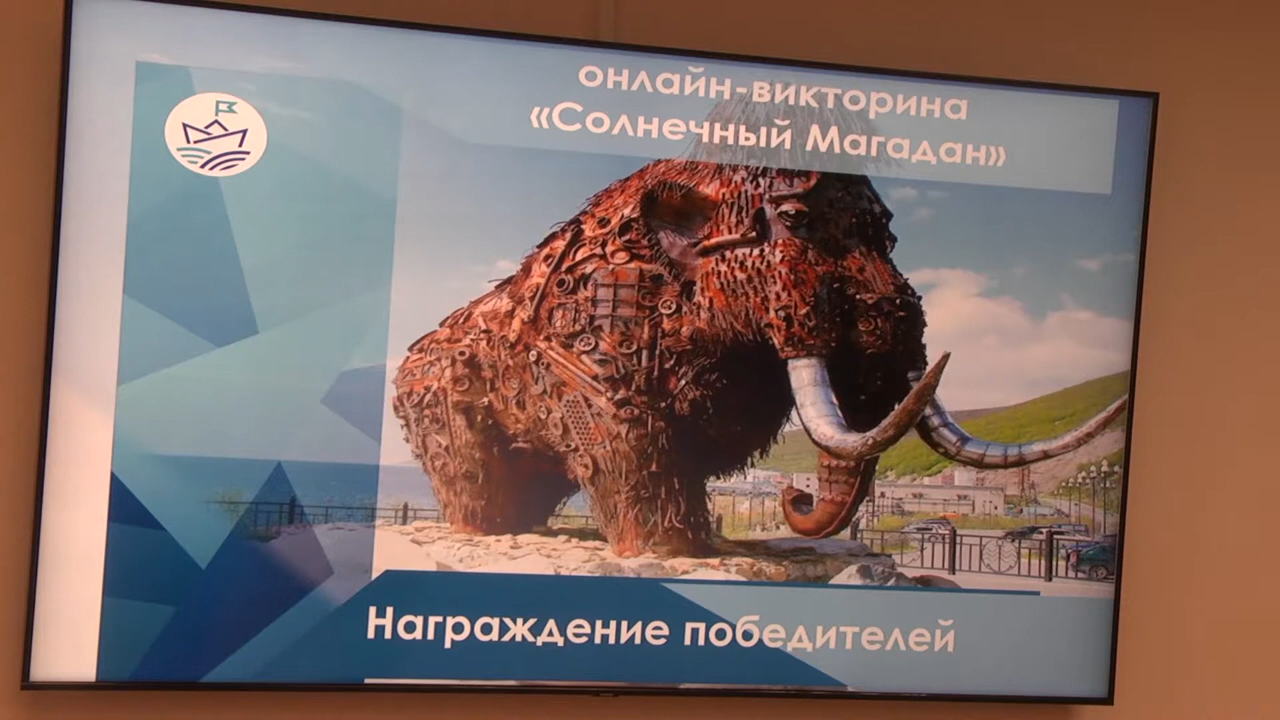 онлайн-викторина
«Солнечный Магадан»
Награждение победителей